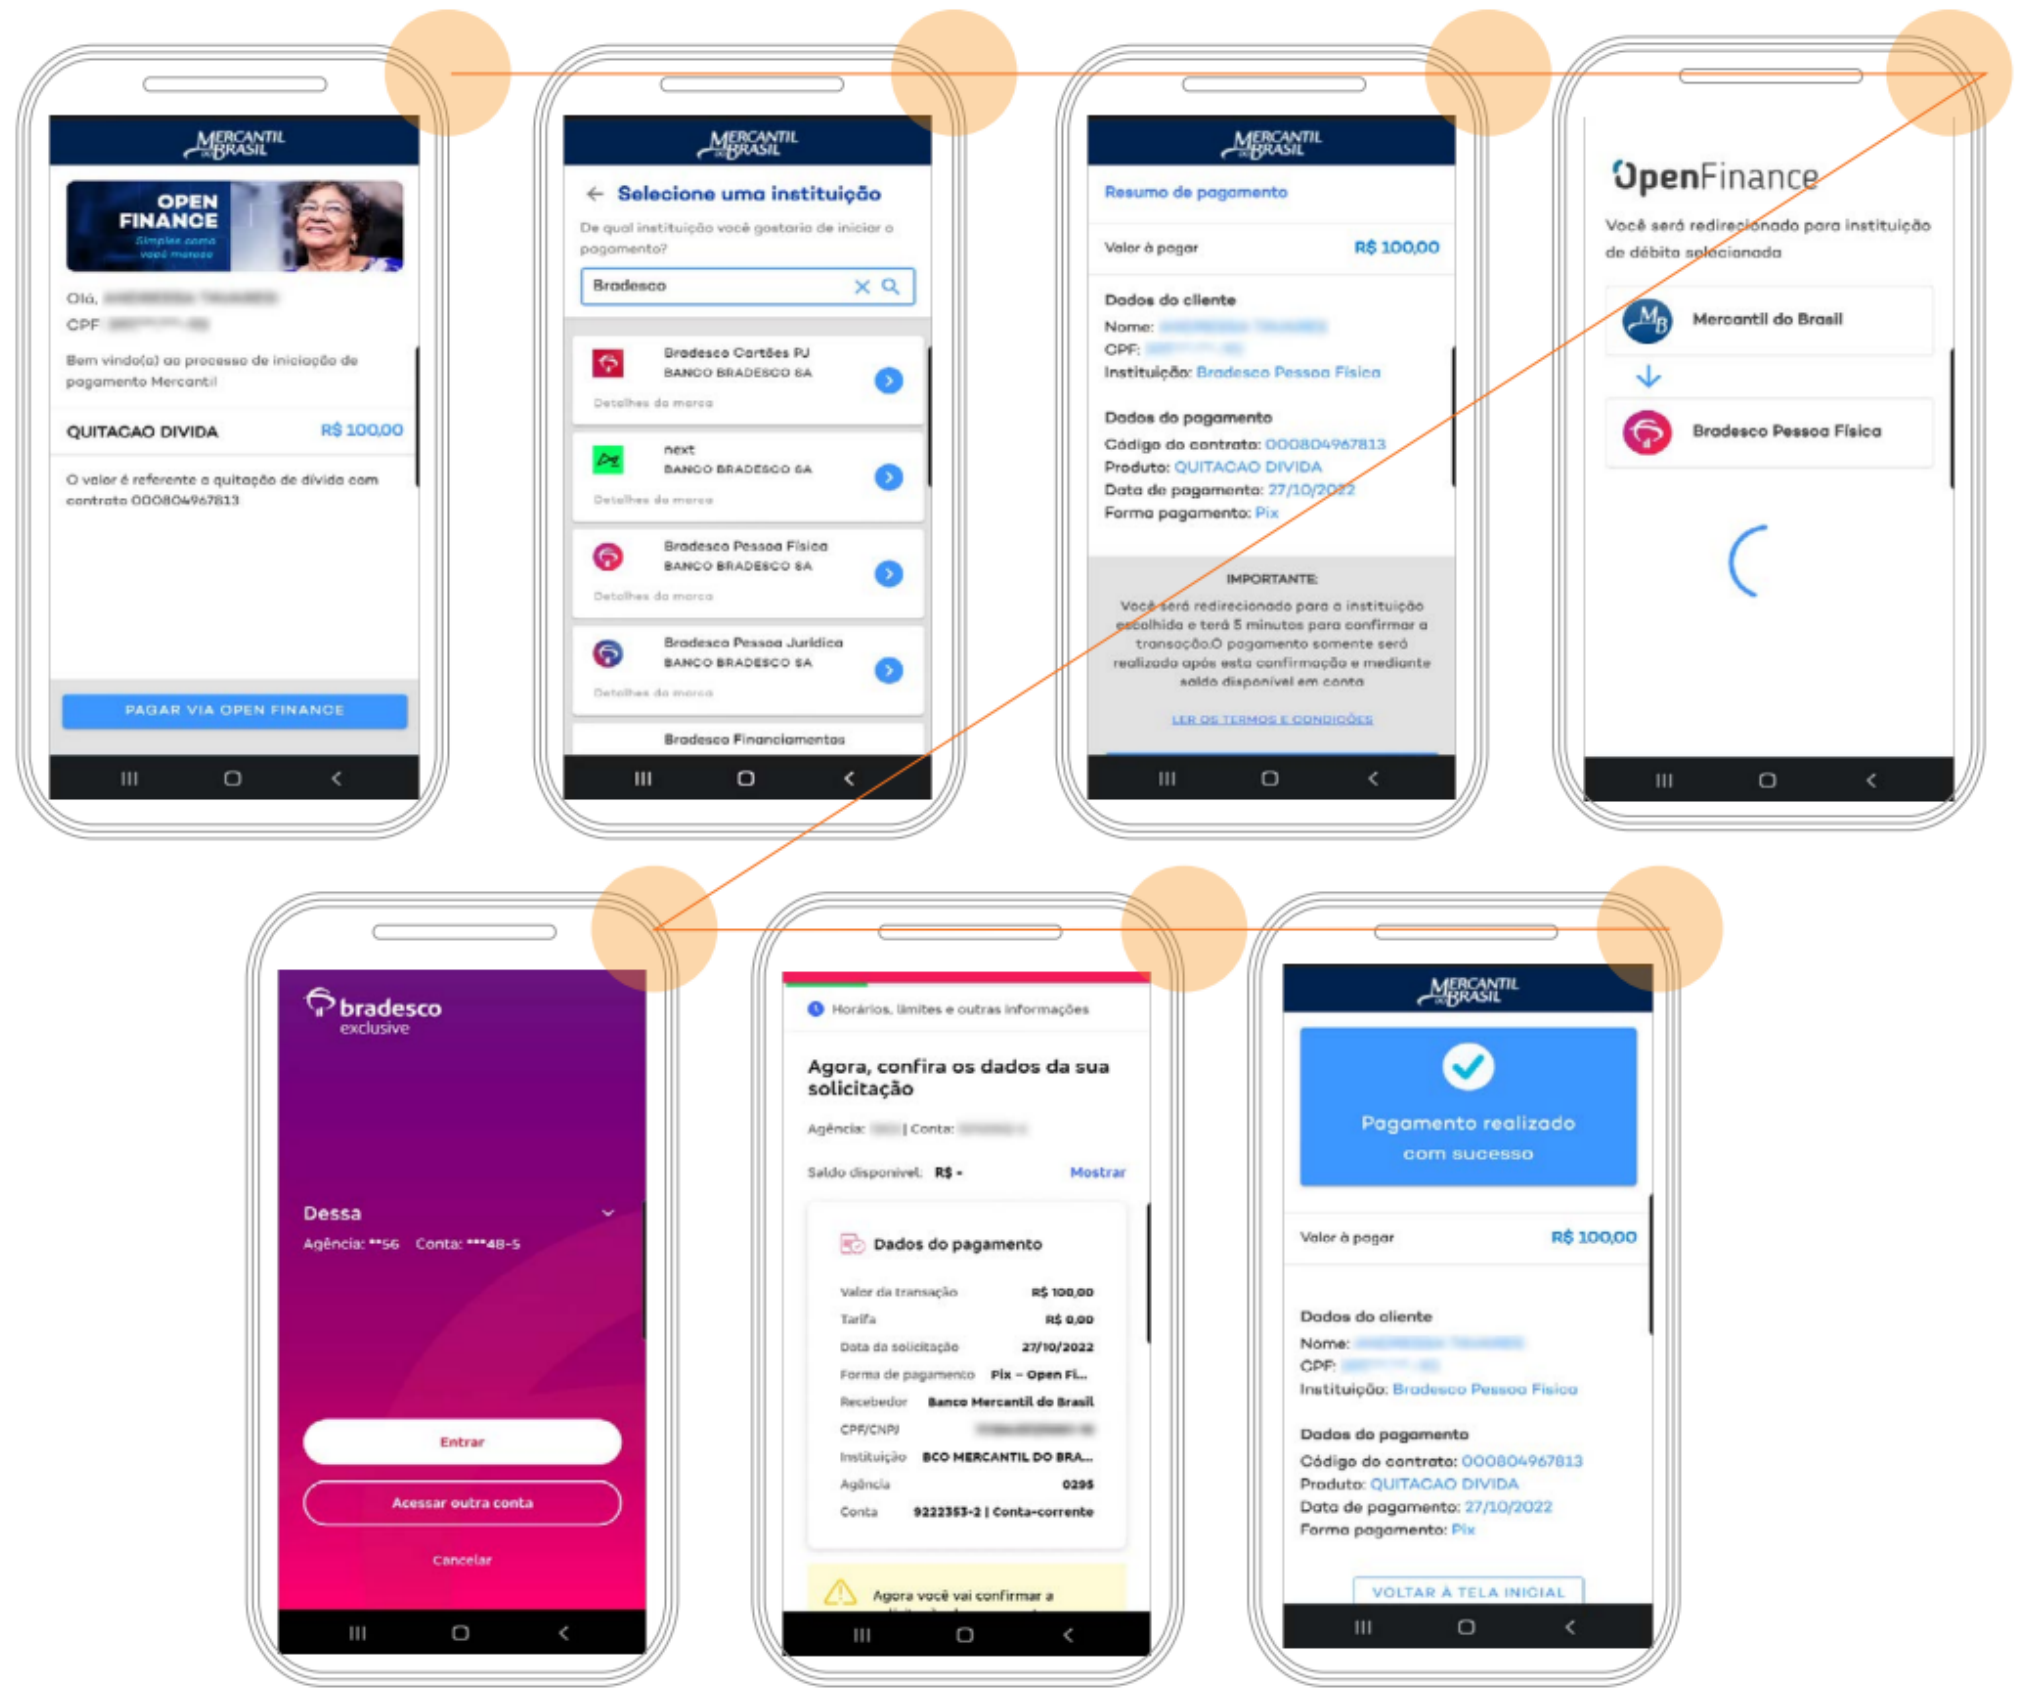 MERCANTIL
DO BRASIL
OPEN
FINANCE
Simples como
você merece
Olá,
CPF
Bem vindo(a) ao processo de iniciação de
pagamento Mercantil
QUITACAO DIVIDA R$ 100,00
O valor é referente a quitação de dívida com
contrato 000804967813
PAGAR VIA OPEN FINANCE
MERCANTIL
DO BRASIL
← Selecione uma instituição
De qual instituição você gostaria de iniciar o
pagamento?
Bradesco
Bradesco Cartões PJ
BANCO BRADESCO SA
Detalhes da marca
next
BANCO BRADESCO SA
Detalhes da marca
Bradesco Pessoa Física
BANCO BRADESCO SA
Detalhes da marca
Bradesco Pessoa Jurídica
BANCO BRADESCO SA
Detalhes da marca
Bradesco Financiamentos
MERCANTIL
DO BRASIL
Resumo de pagamento
Valor à pagar R$ 100,00
Dados do cliente
Nome:
CPF:
Instituição: Bradesco Pessoa Física
Dados do pagamento
Código do contrato: 000804967813
Produto: QUITACAO DIVIDA
Data de pagamento: 27/10/2022
Forma pagamento: Pix
IMPORTANTE:
Você será redirecionado para a instituição
escolhida e terá 5 minutos para confirmar a
transação.O pagamento somente será
realizado após esta confirmação e mediante
saldo disponível em conta
LER OS TERMOS E CONDIÇÕES
OpenFinance
Você será redirecionado para instituição
de débito selecionada
MB Mercantil do Brasil
Bradesco Pessoa Física
bradesco
exclusive
Dessa
Agência: **56 Conta: ***48-5
Entrar
Acessar outra conta
Cancelar
Horários, limites e outras informações
Agora, confira os dados da sua
solicitação
Agência: | Conta:
Saldo disponível: R$ - Mostrar
Dados do pagamento
Valor da transação R$ 100,00
Tarifa R$ 0,00
Data da solicitação 27/10/2022
Forma de pagamento Pix – Open Fi...
Recebedor Banco Mercantil do Brasil
CPF/CNPJ
Instituição BCO MERCANTIL DO BRA...
Agência 0295
Conta 9222353-2 | Conta-corrente
Agora você vai confirmar a
MERCANTIL
DO BRASIL
Pagamento realizado
com sucesso
Valor à pagar R$ 100,00
Dados do cliente
Nome:
CPF:
Instituição: Bradesco Pessoa Física
Dados do pagamento
Código do contrato: 000804967813
Produto: QUITACAO DIVIDA
Data de pagamento: 27/10/2022
Forma pagamento: Pix
VOLTAR À TELA INICIAL